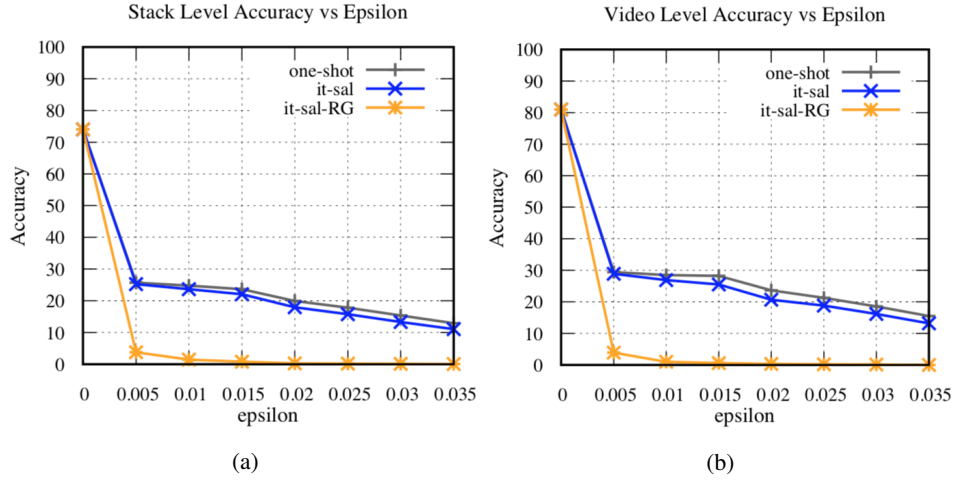 Stack Level Accuracy vs Epsilon
100
90
80
70
60
50
40
30
20
10
0
Accuracy
one-shot
it-sal
it-sal-RG
0 0.005 0.01 0.015 0.02 0.025 0.03 0.035
epsilon
(a)
Video Level Accuracy vs Epsilon
100
90
80
70
60
50
40
30
20
10
0
Accuracy
one-shot
it-sal
it-sal-RG
0 0.005 0.01 0.015 0.02 0.025 0.03 0.035
epsilon
(b)